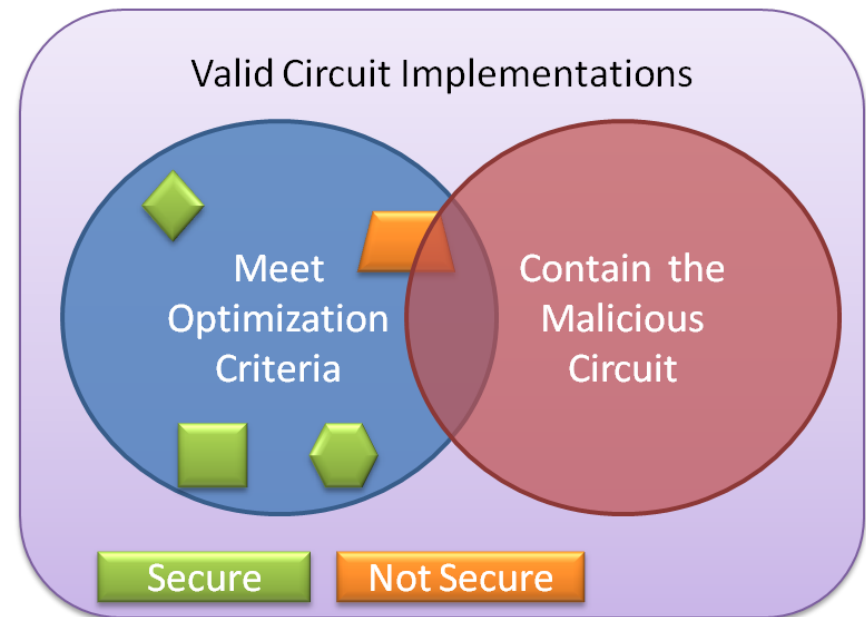 Valid Circuit Implementations
Meet
Optimization
Criteria
Contain the
Malicious
Circuit
Secure
Not Secure